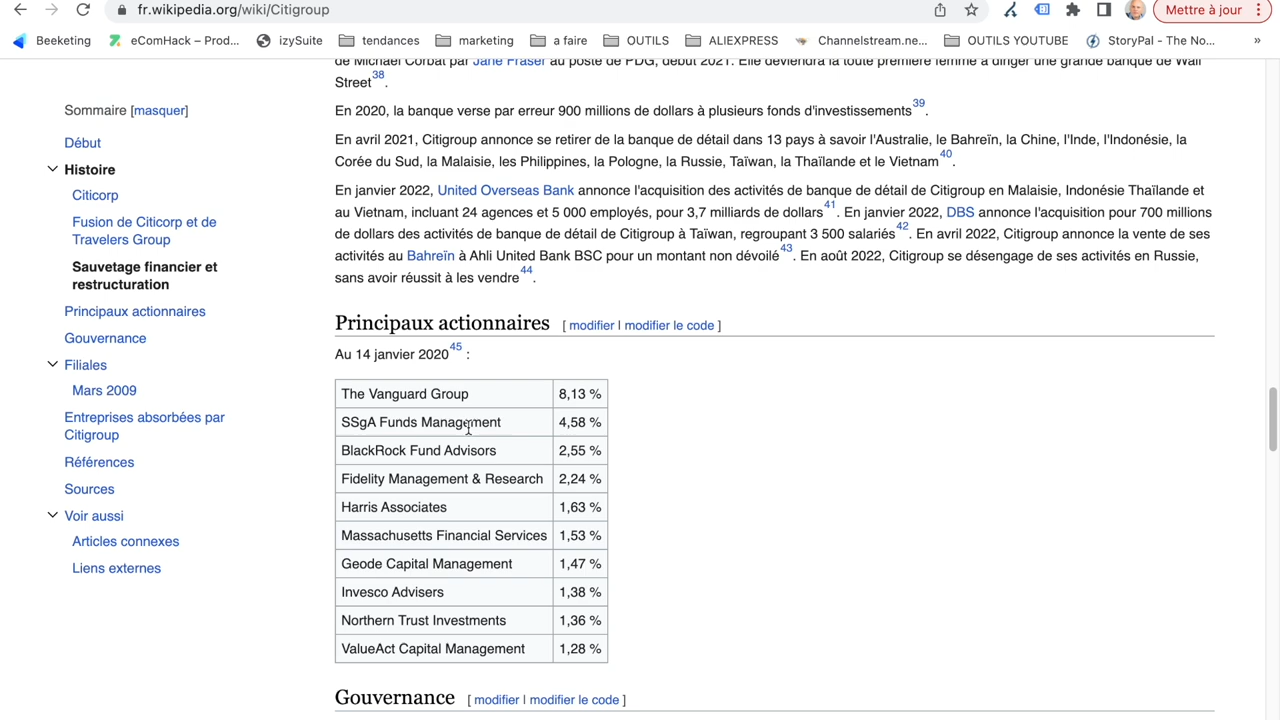 fr.wikipedia.org/wiki/Citigroup
Mettre à jour
Beeketing
eComHack – Prod...
izySuite
tendances
marketing
a faire
OUTILS
ALIEXPRESS
Channelstream.ne...
OUTILS YOUTUBE
StoryPal - The No...
»
Sommaire [masquer]
Début
Histoire
Citicorp
Fusion de Citicorp et de
Travelers Group
Sauvetage financier et
restructuration
Principaux actionnaires
Gouvernance
Filiales
Mars 2009
Entreprises absorbées par
Citigroup
Références
Sources
Voir aussi
Articles connexes
Liens externes
de Michael Corbat par Jane Fraser au poste de PDG, début 2021. Elle deviendra la toute première femme à diriger une grande banque de Wall
Street38.
En 2020, la banque verse par erreur 900 millions de dollars à plusieurs fonds d'investissements39.
En avril 2021, Citigroup annonce se retirer de la banque de détail dans 13 pays à savoir l'Australie, le Bahreïn, la Chine, l'Inde, l'Indonésie, la
Corée du Sud, la Malaisie, les Philippines, la Pologne, la Russie, Taïwan, la Thaïlande et le Vietnam40.
En janvier 2022, United Overseas Bank annonce l'acquisition des activités de banque de détail de Citigroup en Malaisie, Indonésie Thaïlande et
au Vietnam, incluant 24 agences et 5 000 employés, pour 3,7 milliards de dollars41. En janvier 2022, DBS annonce l'acquisition pour 700 millions
de dollars des activités de banque de détail de Citigroup à Taïwan, regroupant 3 500 salariés42. En avril 2022, Citigroup annonce la vente de ses
activités au Bahreïn à Ahli United Bank BSC pour un montant non dévoilé43. En août 2022, Citigroup se désengage de ses activités en Russie,
sans avoir réussit à les vendre44.
Principaux actionnaires [ modifier | modifier le code ]
Au 14 janvier 202045 :
The Vanguard Group 8,13 %
SSgA Funds Management 4,58 %
BlackRock Fund Advisors 2,55 %
Fidelity Management & Research 2,24 %
Harris Associates 1,63 %
Massachusetts Financial Services 1,53 %
Geode Capital Management 1,47 %
Invesco Advisers 1,38 %
Northern Trust Investments 1,36 %
ValueAct Capital Management 1,28 %
Gouvernance [ modifier | modifier le code ]